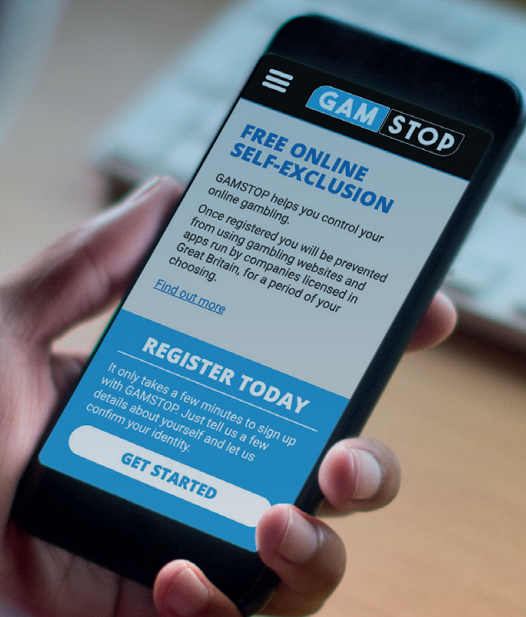 GAMSTOP
FREE ONLINE
SELF-EXCLUSION
GAMSTOP helps you control your
online gambling.
Once registered you will be prevented
from using gambling websites and
apps run by companies licensed in
Great Britain, for a period of your
choosing.
Find out more
REGISTER TODAY
It only takes a few minutes to sign up
with GAMSTOP. Just tell us a few
details about yourself and let us
confirm your identity.
GET STARTED